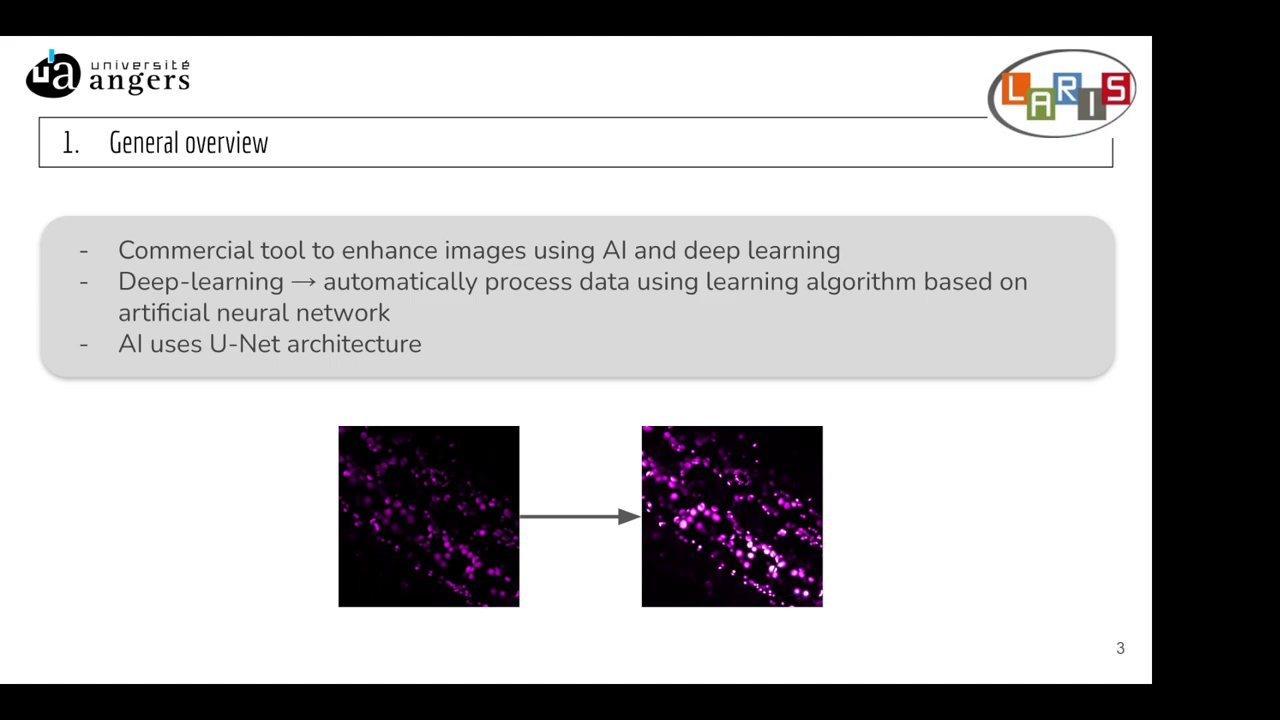 université
angers
LARIS
1. General overview
- Commercial tool to enhance images using AI and deep learning
- Deep-learning → automatically process data using learning algorithm based on
artificial neural network
- AI uses U-Net architecture
3